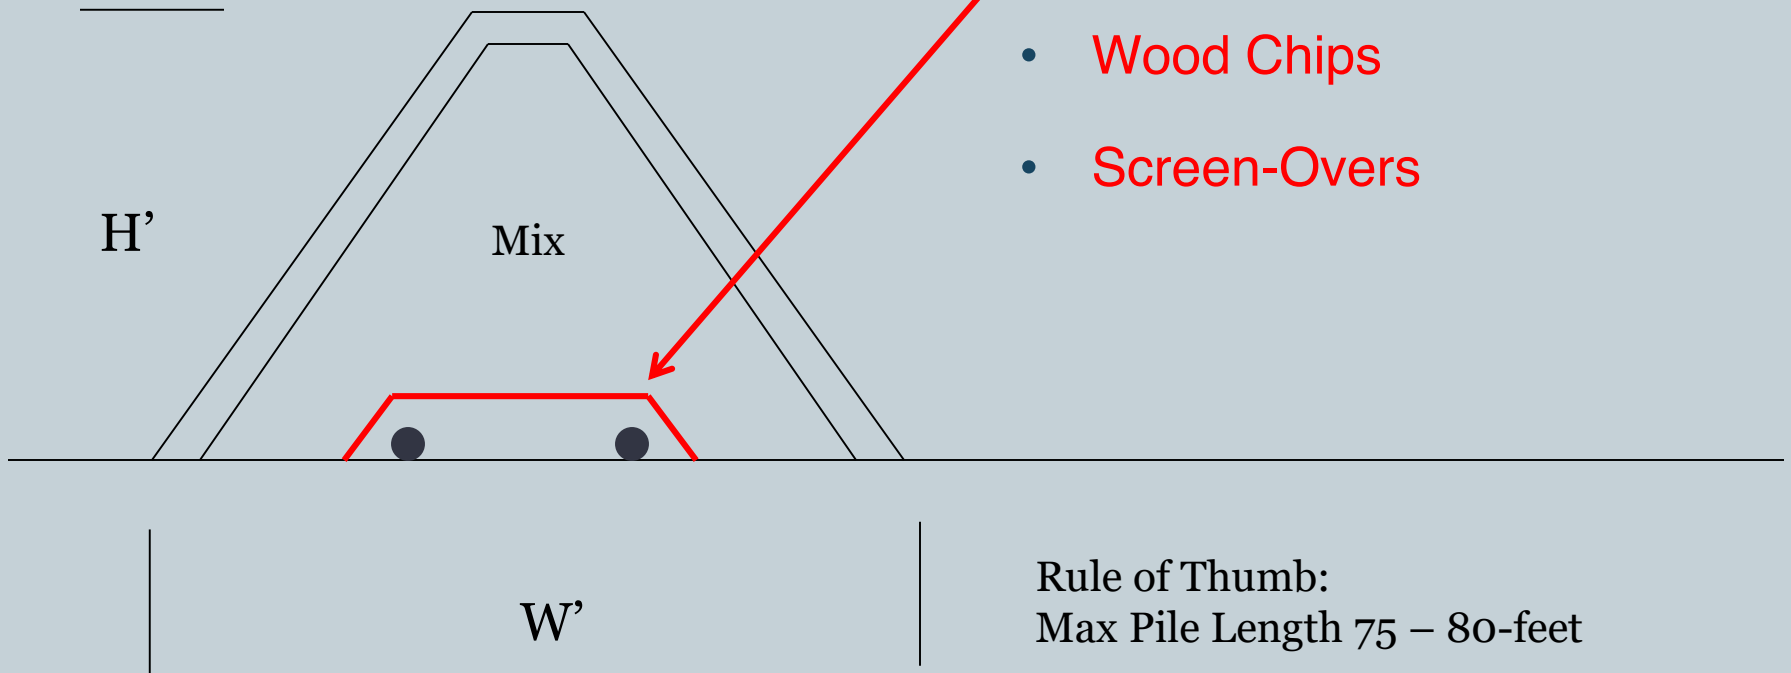 • Wood Chips
• Screen-Overs
H’
Mix
W’
Rule of Thumb:
Max Pile Length 75 – 80-feet